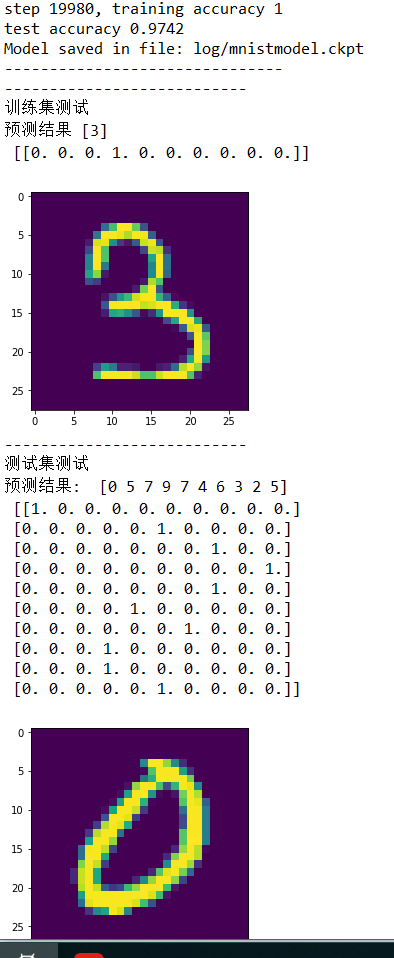 step 19980, training accuracy 1
test accuracy 0.9742
Model saved in file: log/mnistmodel.ckpt
-------------------------------
---------------------------
训练集测试
预测结果 [3]
[[0. 0. 0. 1. 0. 0. 0. 0. 0. 0.]]
0
5
10
15
20
25
0 5 10 15 20 25
---------------------------
测试集测试
预测结果: [0 5 7 9 7 4 6 3 2 5]
[[1. 0. 0. 0. 0. 0. 0. 0. 0. 0.]
[0. 0. 0. 0. 0. 1. 0. 0. 0. 0.]
[0. 0. 0. 0. 0. 0. 0. 1. 0. 0.]
[0. 0. 0. 0. 0. 0. 0. 0. 0. 1.]
[0. 0. 0. 0. 0. 0. 0. 1. 0. 0.]
[0. 0. 0. 0. 1. 0. 0. 0. 0. 0.]
[0. 0. 0. 0. 0. 0. 1. 0. 0. 0.]
[0. 0. 0. 1. 0. 0. 0. 0. 0. 0.]
[0. 0. 0. 1. 0. 0. 0. 0. 0. 0.]
[0. 0. 0. 0. 0. 1. 0. 0. 0. 0.]]
0
5
10
15
20
25